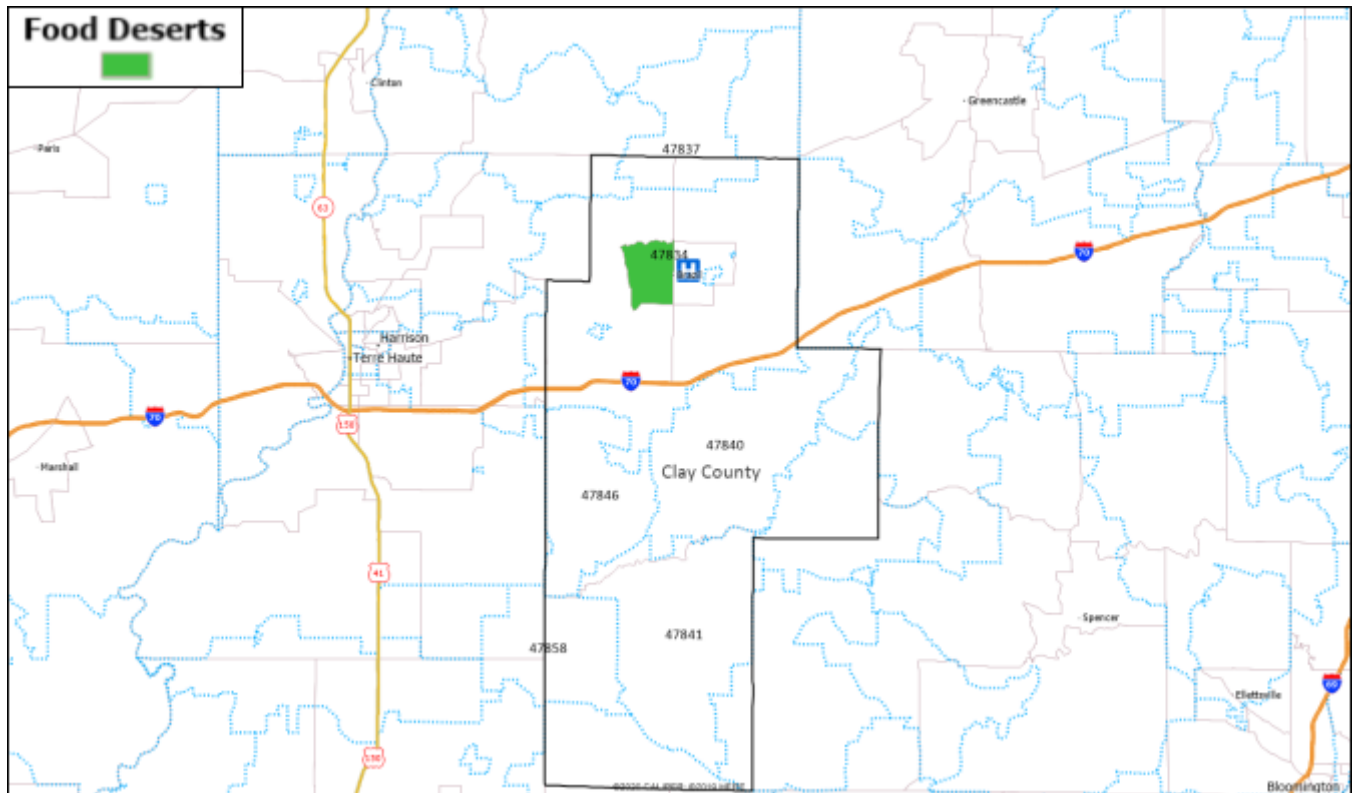 Food Deserts
Clinton
Greencastle
Paris
47837
63
70
47834
H
Harrison
Terre Haute
70
70
150
47840
Marshall
Clay County
47846
41
Spencer
47841
47858
Ellettsville
150
Bloomington